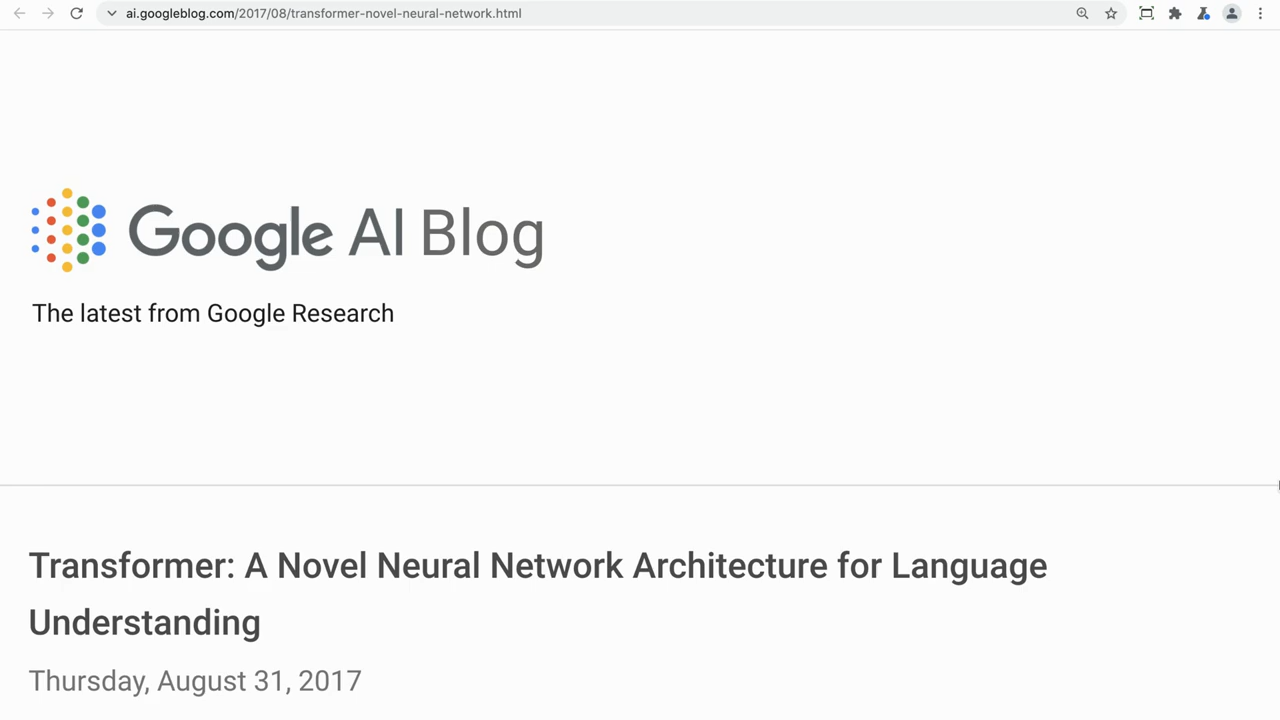 ai.googleblog.com/2017/08/transformer-novel-neural-network.html
Google AI Blog
The latest from Google Research
Transformer: A Novel Neural Network Architecture for Language
Understanding
Thursday, August 31, 2017